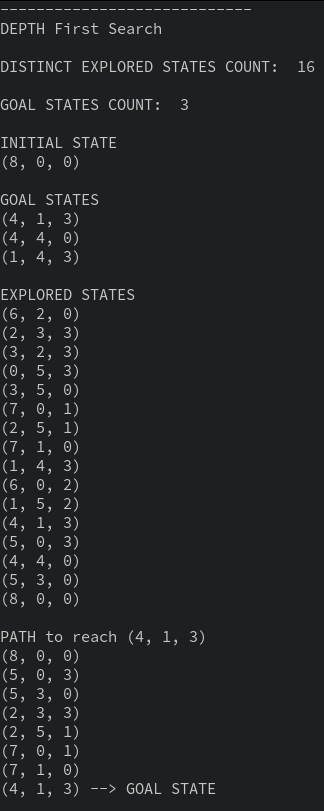 ----------------------------
DEPTH First Search
DISTINCT EXPLORED STATES COUNT:  16
GOAL STATES COUNT:  3
INITIAL STATE
(8, 0, 0)
GOAL STATES
(4, 1, 3)
(4, 4, 0)
(1, 4, 3)
EXPLORED STATES
(6, 2, 0)
(2, 3, 3)
(3, 2, 3)
(0, 5, 3)
(3, 5, 0)
(7, 0, 1)
(2, 5, 1)
(7, 1, 0)
(1, 4, 3)
(6, 0, 2)
(1, 5, 2)
(4, 1, 3)
(5, 0, 3)
(4, 4, 0)
(5, 3, 0)
(8, 0, 0)
PATH to reach (4, 1, 3)
(8, 0, 0)
(5, 0, 3)
(5, 3, 0)
(2, 3, 3)
(2, 5, 1)
(7, 0, 1)
(7, 1, 0)
(4, 1, 3) --> GOAL STATE